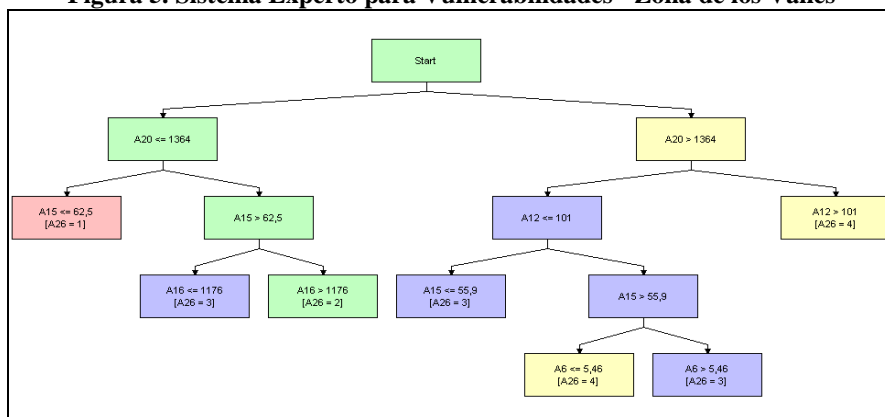 Figura 3. Sistema Experto para Vulnerabilidades - Zona de los Valles
Start
A20 <= 1364
A20 > 1364
A15 <= 62,5
[A26 = 1]
A15 > 62,5
A12 <= 101
A12 > 101
[A26 = 4]
A16 <= 1176
[A26 = 3]
A16 > 1176
[A26 = 2]
A15 <= 55,9
[A26 = 3]
A15 > 55,9
A6 <= 5,46
[A26 = 4]
A6 > 5,46
[A26 = 3]